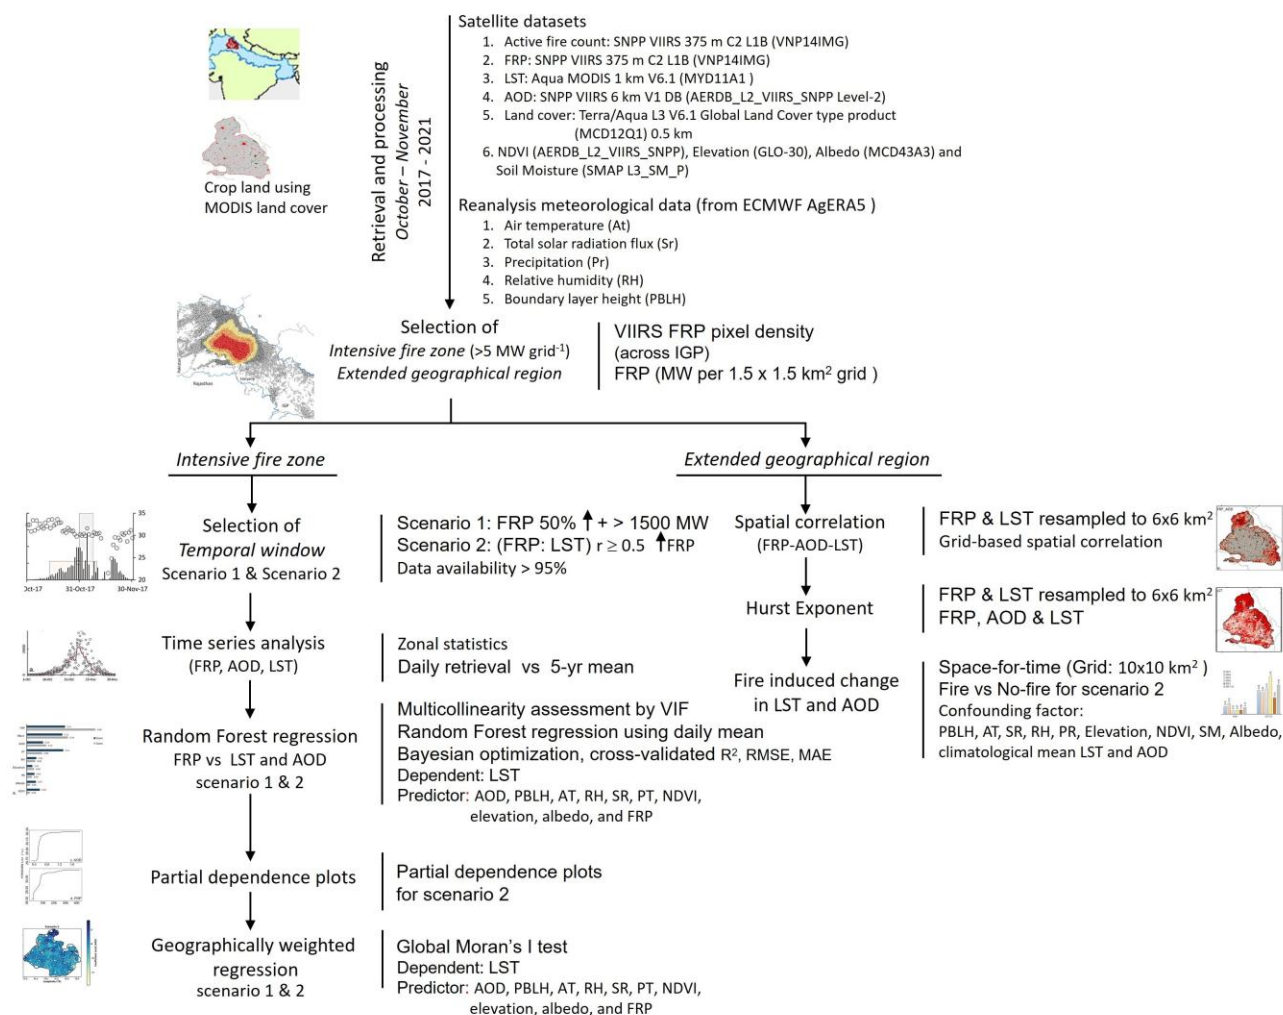 Satellite datasets
1. Active fire count: SNPP VIIRS 375 m C2 L1B (VNP14IMG)
2. FRP: SNPP VIIRS 375 m C2 L1B (VNP14IMG)
3. LST: Aqua MODIS 1 km V6.1 (MYD11A1 )
4. AOD: SNPP VIIRS 6 km V1 DB (AERDB_L2_VIIRS_SNPP Level-2)
5. Land cover: Terra/Aqua L3 V6.1 Global Land Cover type product
(MCD12Q1) 0.5 km
6. NDVI (AERDB_L2_VIIRS_SNPP), Elevation (GLO-30), Albedo (MCD43A3) and
Soil Moisture (SMAP L3_SM_P)
Crop land using
MODIS land cover
Retrieval and processing
October – November
2017 - 2021
Reanalysis meteorological data (from ECMWF AgERA5 )
1. Air temperature (At)
2. Total solar radiation flux (Sr)
3. Precipitation (Pr)
4. Relative humidity (RH)
5. Boundary layer height (PBLH)
Selection of
Intensive fire zone (>5 MW grid⁻¹)
Extended geographical region
VIIRS FRP pixel density
(across IGP)
FRP (MW per 1.5 x 1.5 km² grid )
Rajasthan
Intensive fire zone
Extended geographical region
35
30
25
20
Oct-17
31-Oct-17
30-Nov-17
Selection of
Temporal window
Scenario 1 & Scenario 2
Scenario 1: FRP 50% ↑ + > 1500 MW
Scenario 2: (FRP: LST) r ≥ 0.5 ↑FRP
Data availability > 95%
Spatial correlation
(FRP-AOD-LST)
FRP & LST resampled to 6x6 km²
Grid-based spatial correlation
Hurst Exponent
FRP & LST resampled to 6x6 km²
FRP, AOD & LST
Time series analysis
(FRP, AOD, LST)
Zonal statistics
Daily retrieval vs 5-yr mean
Fire induced change
in LST and AOD
Space-for-time (Grid: 10x10 km² )
Fire vs No-fire for scenario 2
Confounding factor:
PBLH, AT, SR, RH, PR, Elevation, NDVI, SM, Albedo,
climatological mean LST and AOD
Random Forest regression
FRP vs LST and AOD
scenario 1 & 2
Multicollinearity assessment by VIF
Random Forest regression using daily mean
Bayesian optimization, cross-validated R², RMSE, MAE
Dependent: LST
Predictor: AOD, PBLH, AT, RH, SR, PT, NDVI,
elevation, albedo, and FRP
Partial dependence plots
Partial dependence plots
for scenario 2
Geographically weighted
regression
scenario 1 & 2
Global Moran's I test
Dependent: LST
Predictor: AOD, PBLH, AT, RH, SR, PT, NDVI,
elevation, albedo, and FRP